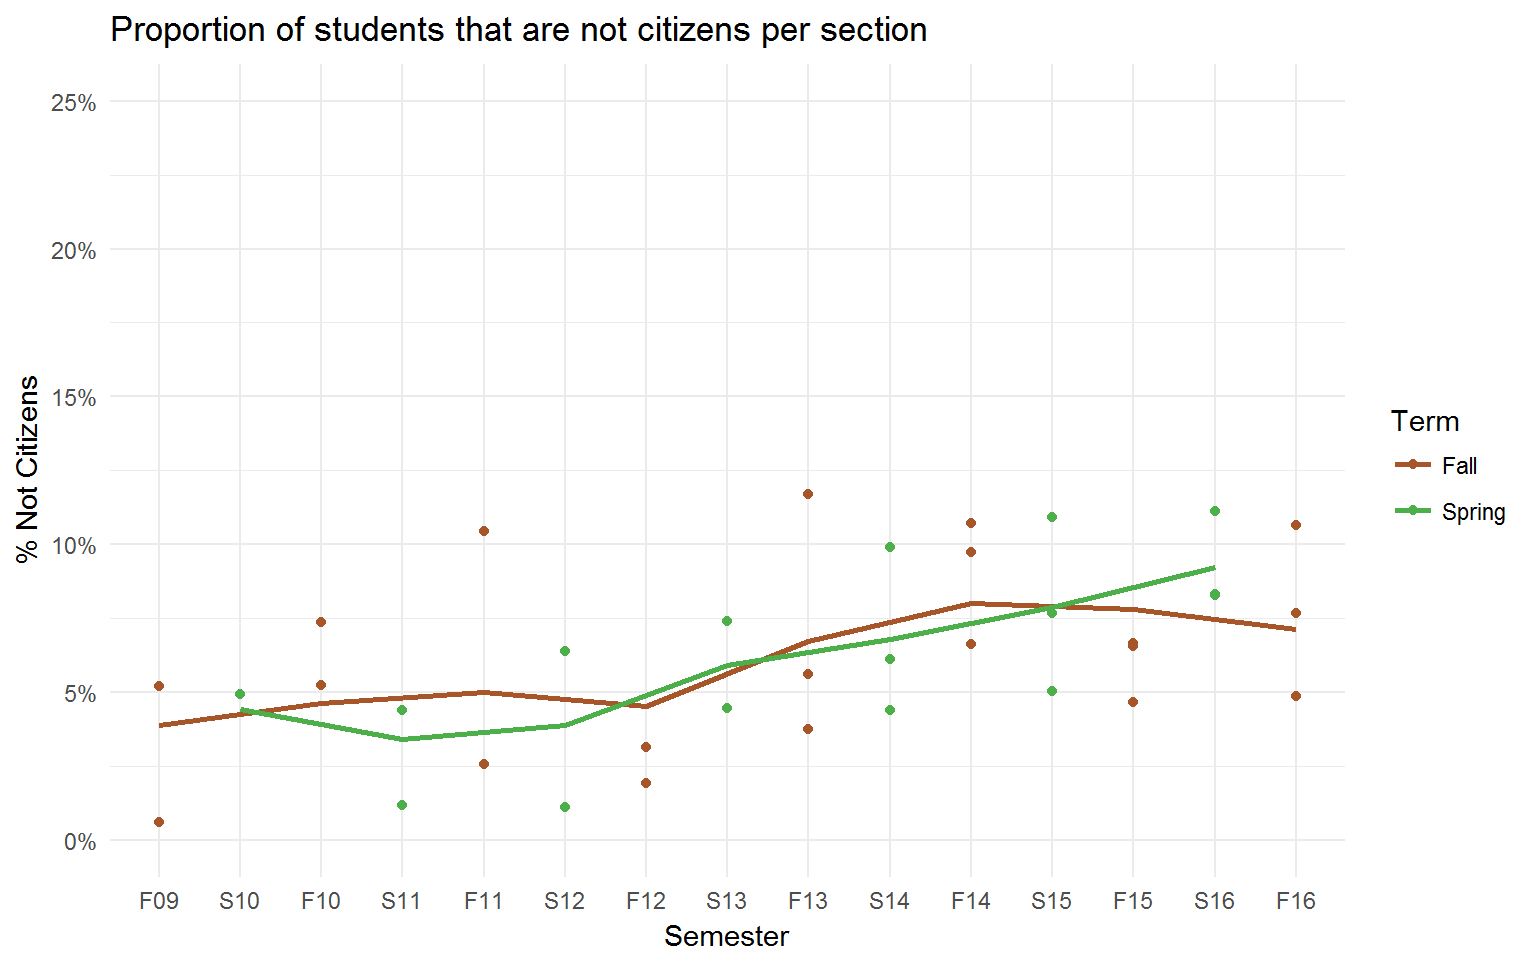 Proportion of students that are not citizens per section
25%
20%
15%
10%
5%
0%
% Not Citizens
F09 S10 F10 S11 F11 S12 F12 S13 F13 S14 F14 S15 F15 S16 F16
Semester
Term
Fall
Spring